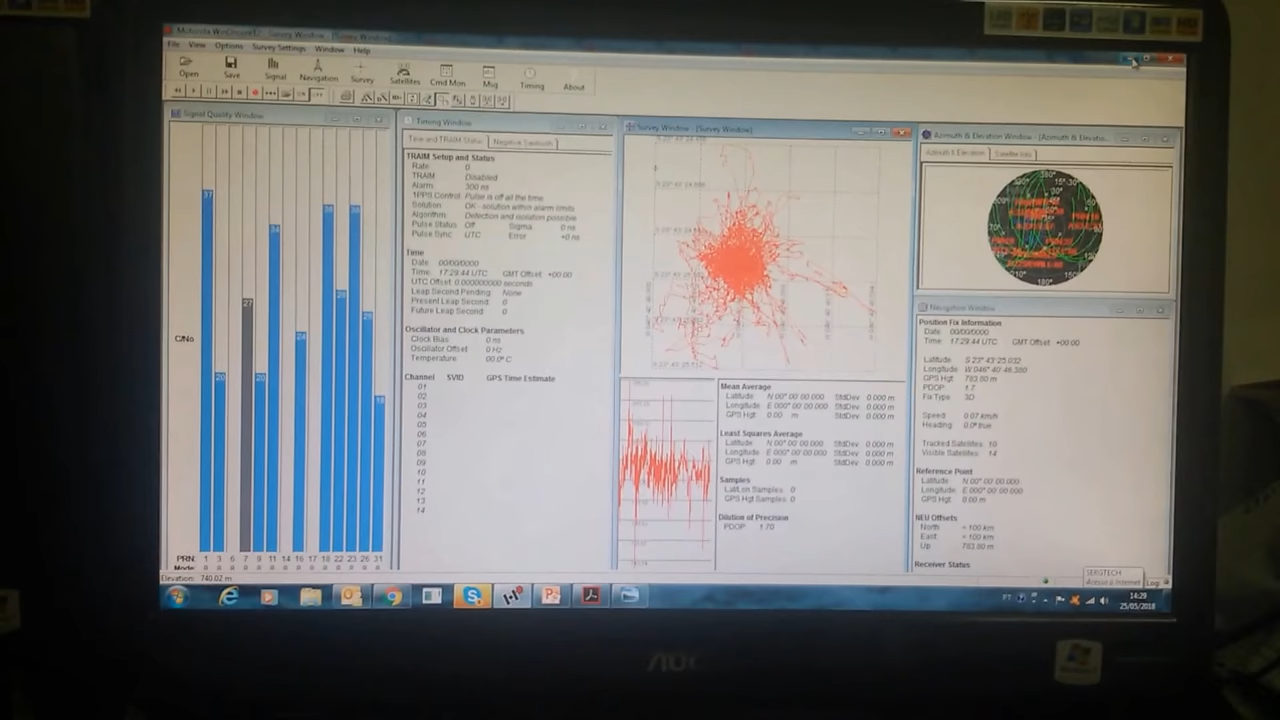 File View Options Survey Settings Window Help
Open Save Signal Navigation Survey Satellites Cmd Mon Msg Timing About
Signal Quality Window
37
20
27
20
34
24
36
29
36
26
18
C/No
PRN: 1 3 6 7 9 11 14 16 17 18 22 23 26 31
Elevation: 740.02 m
Timing Window
Time and TRAIM Status
Negative Sawtooth
TRAIM Setup and Status
Rate 0
TRAIM Disabled
Alarm 300 ns
1PPS Control Pulse is off all the time
Solution OK - solution within alarm limits
Algorithm Detection and isolation possible
Pulse Status Off Sigma 0 ns
Pulse Sync UTC Error +0 ns
Time
Date 00/00/0000
Time 17:29:44 UTC GMT Offset +00:00
UTC Offset 0.000000000 seconds
Leap Second Pending None
Present Leap Second 0
Future Leap Second 0
Oscillator and Clock Parameters
Clock Bias 0 ns
Oscillator Offset 0 Hz
Temperature 00.0° C
Channel SVID GPS Time Estimate
01
02
03
04
05
06
07
08
09
10
11
12
13
14
Survey Window - [Survey Window]
Mean Average
Latitude N 00° 00' 00.000 StdDev 0.000 m
Longitude E 000° 00' 00.000 StdDev 0.000 m
GPS Hgt 0.00 m
Least Squares Average
Latitude N 00° 00' 00.000 StdDev 0.000 m
Longitude E 000° 00' 00.000 StdDev 0.000 m
GPS Hgt 0.00 m
Samples
Lat/Lon Samples 0
GPS Hgt Samples 0
Dilution of Precision
PDOP 1.70
Azimuth & Elevation Window - [Azimuth & Elevatio...
Azimuth & Elevation
Satellite Info
Navigation Window
Position Fix Information
Date 00/00/0000
Time 17:29:44 UTC GMT Offset +00:00
Latitude S 23° 43' 25.032
Longitude W 046° 40' 46.380
GPS Hgt 783.80 m
PDOP 1.7
Fix Type 3D
Speed 0.07 km/h
Heading 0.0° true
Tracked Satellites 10
Visible Satellites 14
Reference Point
Latitude N 00° 00' 00.000
Longitude E 000° 00' 00.000
GPS Hgt 0.00 m
NEU Offsets
North > 100 km
East > 100 km
Up 783.80 m
Receiver Status
SERGTECH
Acesso à Internet
Log
PT
14:29
25/05/2018
AOC